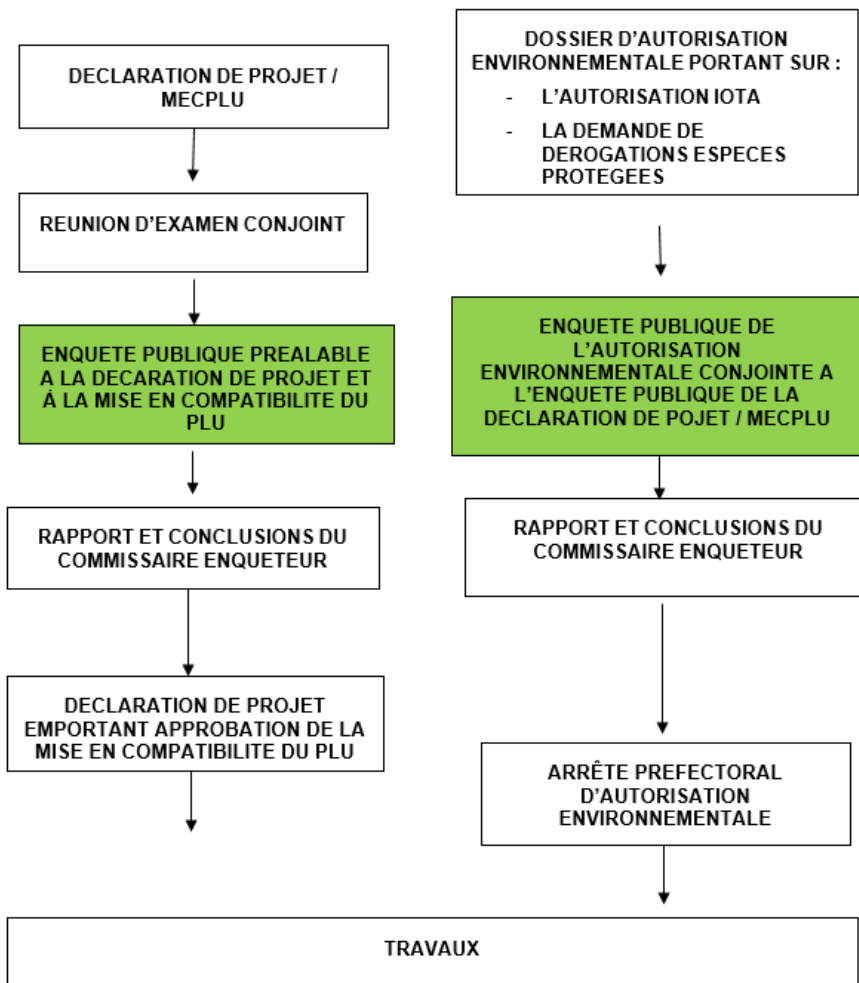 DECLARATION DE PROJET /
MECPLU
REUNION D'EXAMEN CONJOINT
ENQUETE PUBLIQUE PREALABLE
A LA DECARATION DE PROJET ET
À LA MISE EN COMPATIBILITE DU
PLU
RAPPORT ET CONCLUSIONS DU
COMMISSAIRE ENQUETEUR
DECLARATION DE PROJET
EMPORTANT APPROBATION DE LA
MISE EN COMPATIBILITE DU PLU
DOSSIER D'AUTORISATION
ENVIRONNEMENTALE PORTANT SUR :
- L'AUTORISATION IOTA
- LA DEMANDE DE
DEROGATIONS ESPECES
PROTEGEES
ENQUETE PUBLIQUE DE
L'AUTORISATION
ENVIRONNEMENTALE CONJOINTE A
L'ENQUETE PUBLIQUE DE LA
DECLARATION DE POJET / MECPLU
RAPPORT ET CONCLUSIONS DU
COMMISSAIRE ENQUETEUR
ARRÊTE PREFECTORAL
D'AUTORISATION
ENVIRONNEMENTALE
TRAVAUX